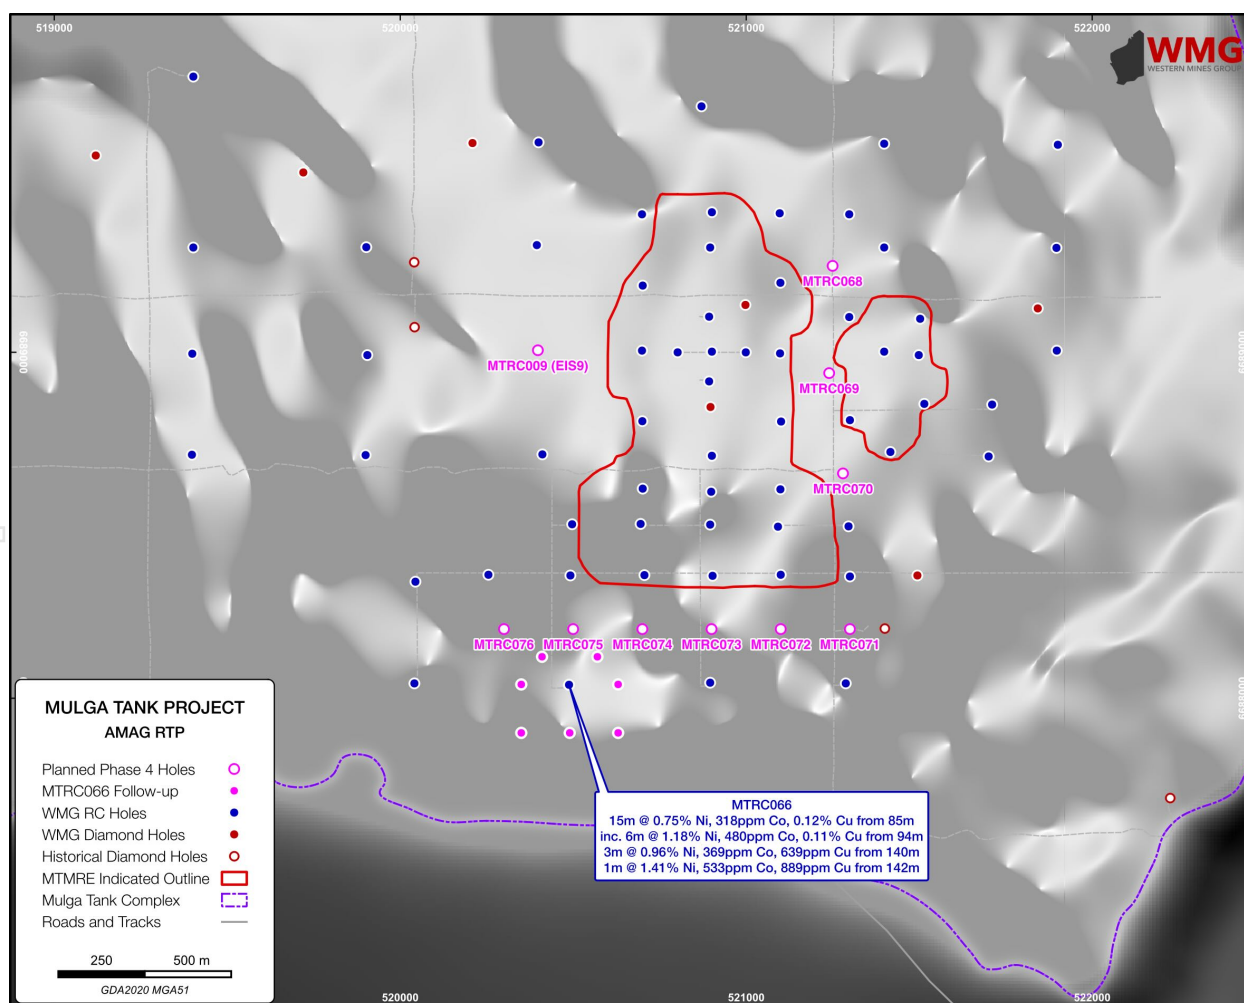 519000
520000
521000
522000
WMG
WESTERN MINES GROUP
MTRC068
6689000
6689000
MTRC009 (EIS9)
MTRC069
MTRC070
MTRC076
MTRC075
MTRC074
MTRC073
MTRC072
MTRC071
6688000
MULGA TANK PROJECT
AMAG RTP
Planned Phase 4 Holes
MTRC066 Follow-up
WMG RC Holes
WMG Diamond Holes
Historical Diamond Holes
MTMRE Indicated Outline
Mulga Tank Complex
Roads and Tracks
250
500 m
GDA2020 MGA51
MTRC066
15m @ 0.75% Ni, 318ppm Co, 0.12% Cu from 85m
inc. 6m @ 1.18% Ni, 480ppm Co, 0.11% Cu from 94m
3m @ 0.96% Ni, 369ppm Co, 639ppm Cu from 140m
1m @ 1.41% Ni, 533ppm Co, 889ppm Cu from 142m
520000
521000
522000